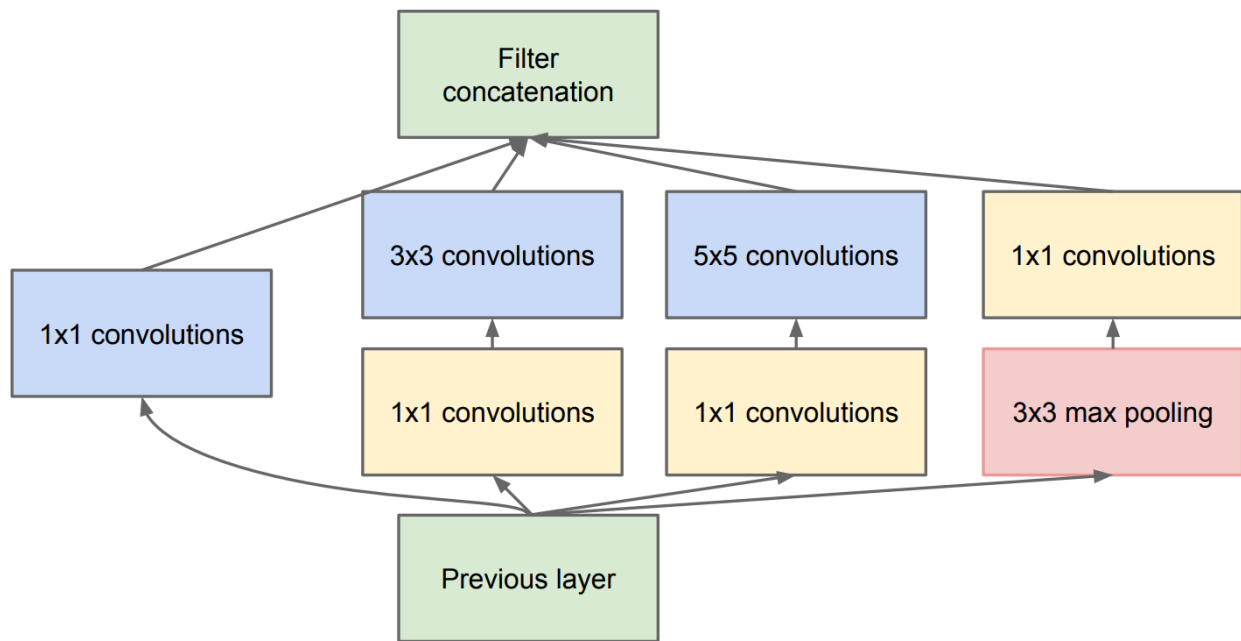 Filter
concatenation
3x3 convolutions
5x5 convolutions
1x1 convolutions
1x1 convolutions
1x1 convolutions
1x1 convolutions
3x3 max pooling
Previous layer